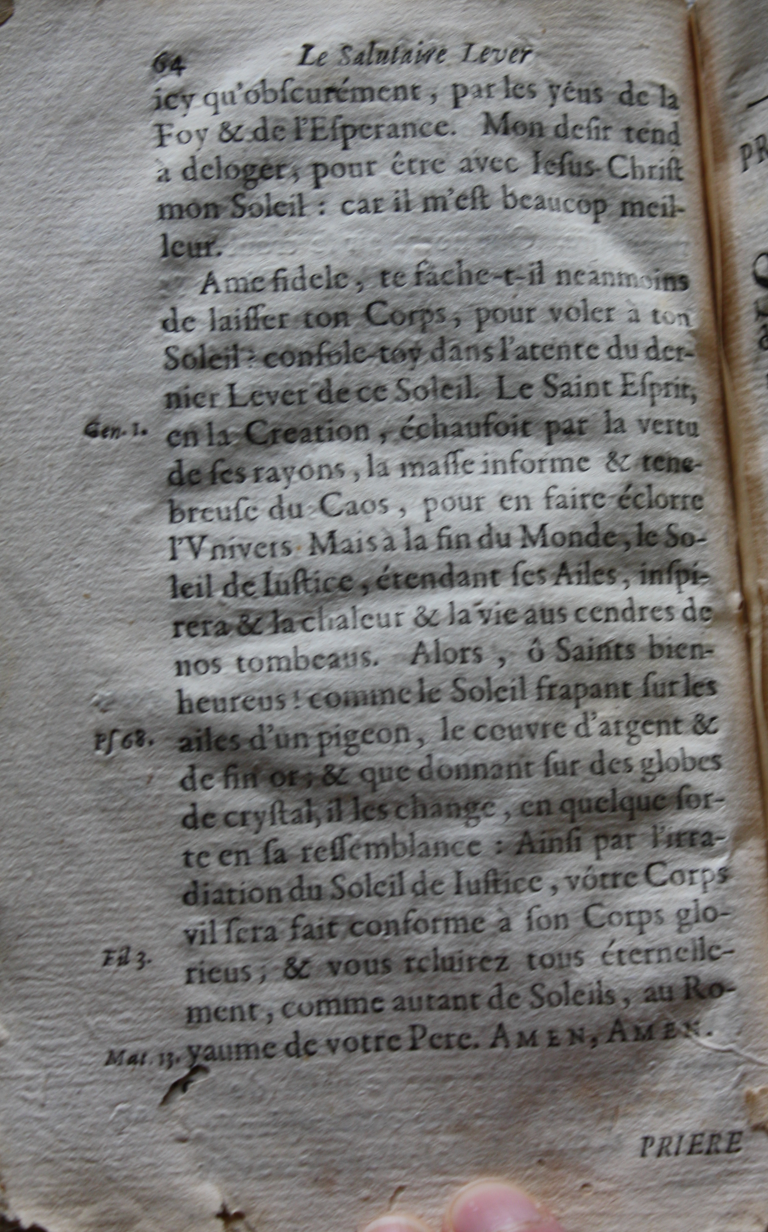 64 Le Salutaire Lever
icy qu'obſcurément, par les yeus de la
Foy & de l'Eſperance. Mon deſir tend
à deloger, pour être avec Ieſus-Chriſt
mon Soleil : car il m'eſt beaucop meil-
leur.
Ame fidele, te fâche-t-il neanmoins
de laiſſer ton Corps, pour voler à ton
Soleil : conſole-toy dans l'atente du der-
nier Lever de ce Soleil. Le Saint Eſprit,
Gen. 1. en la Creation, échaufoit par la vertu
de ſes rayons, la maſſe informe & tene-
breuſe du Caos, pour en faire éclorre
l'Vnivers. Mais à la fin du Monde, le So-
leil de Iuſtice, étendant ſes Ailes, inſpi-
rera & la chaleur & la vie aus cendres de
nos tombeaus. Alors, ô Saints bien-
heureus ! comme le Soleil frapant ſur les
Pſ 68. ailes d'un pigeon, le couvre d'argent &
de fin or ; & que donnant ſur des globes
de cryſtal, il les change, en quelque ſor-
te en ſa reſſemblance : Ainſi par l'irra-
diation du Soleil de Iuſtice, vôtre Corps
vil ſera fait conforme à ſon Corps glo-
Fil 3. rieus ; & vous reluirez tous éternelle-
ment, comme autant de Soleils, au Ro-
Mat. 13. yaume de votre Pere. AMEN, AMEN.
PRIERE